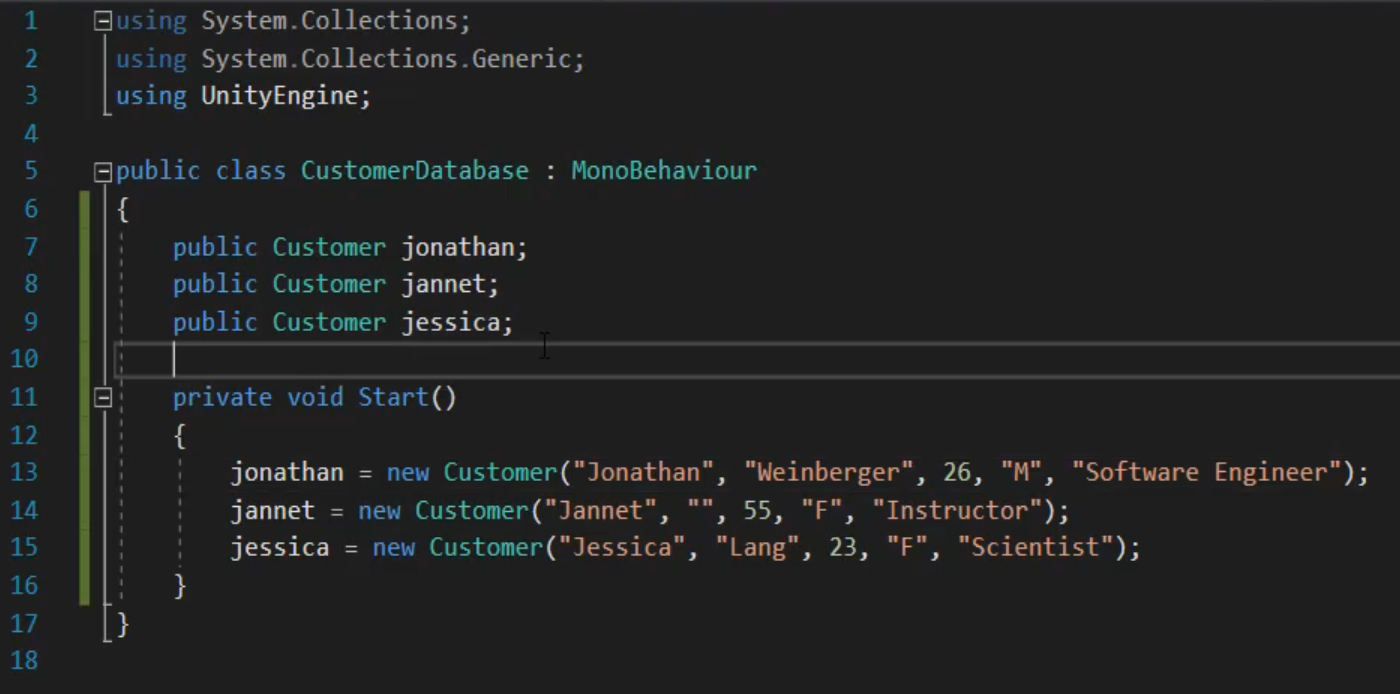 1 using System.Collections;
2 using System.Collections.Generic;
3 using UnityEngine;
4
5 public class CustomerDatabase : MonoBehaviour
6 {
7 public Customer jonathan;
8 public Customer jannet;
9 public Customer jessica;
10
11 private void Start()
12 {
13 jonathan = new Customer("Jonathan", "Weinberger", 26, "M", "Software Engineer");
14 jannet = new Customer("Jannet", "", 55, "F", "Instructor");
15 jessica = new Customer("Jessica", "Lang", 23, "F", "Scientist");
16 }
17 }
18